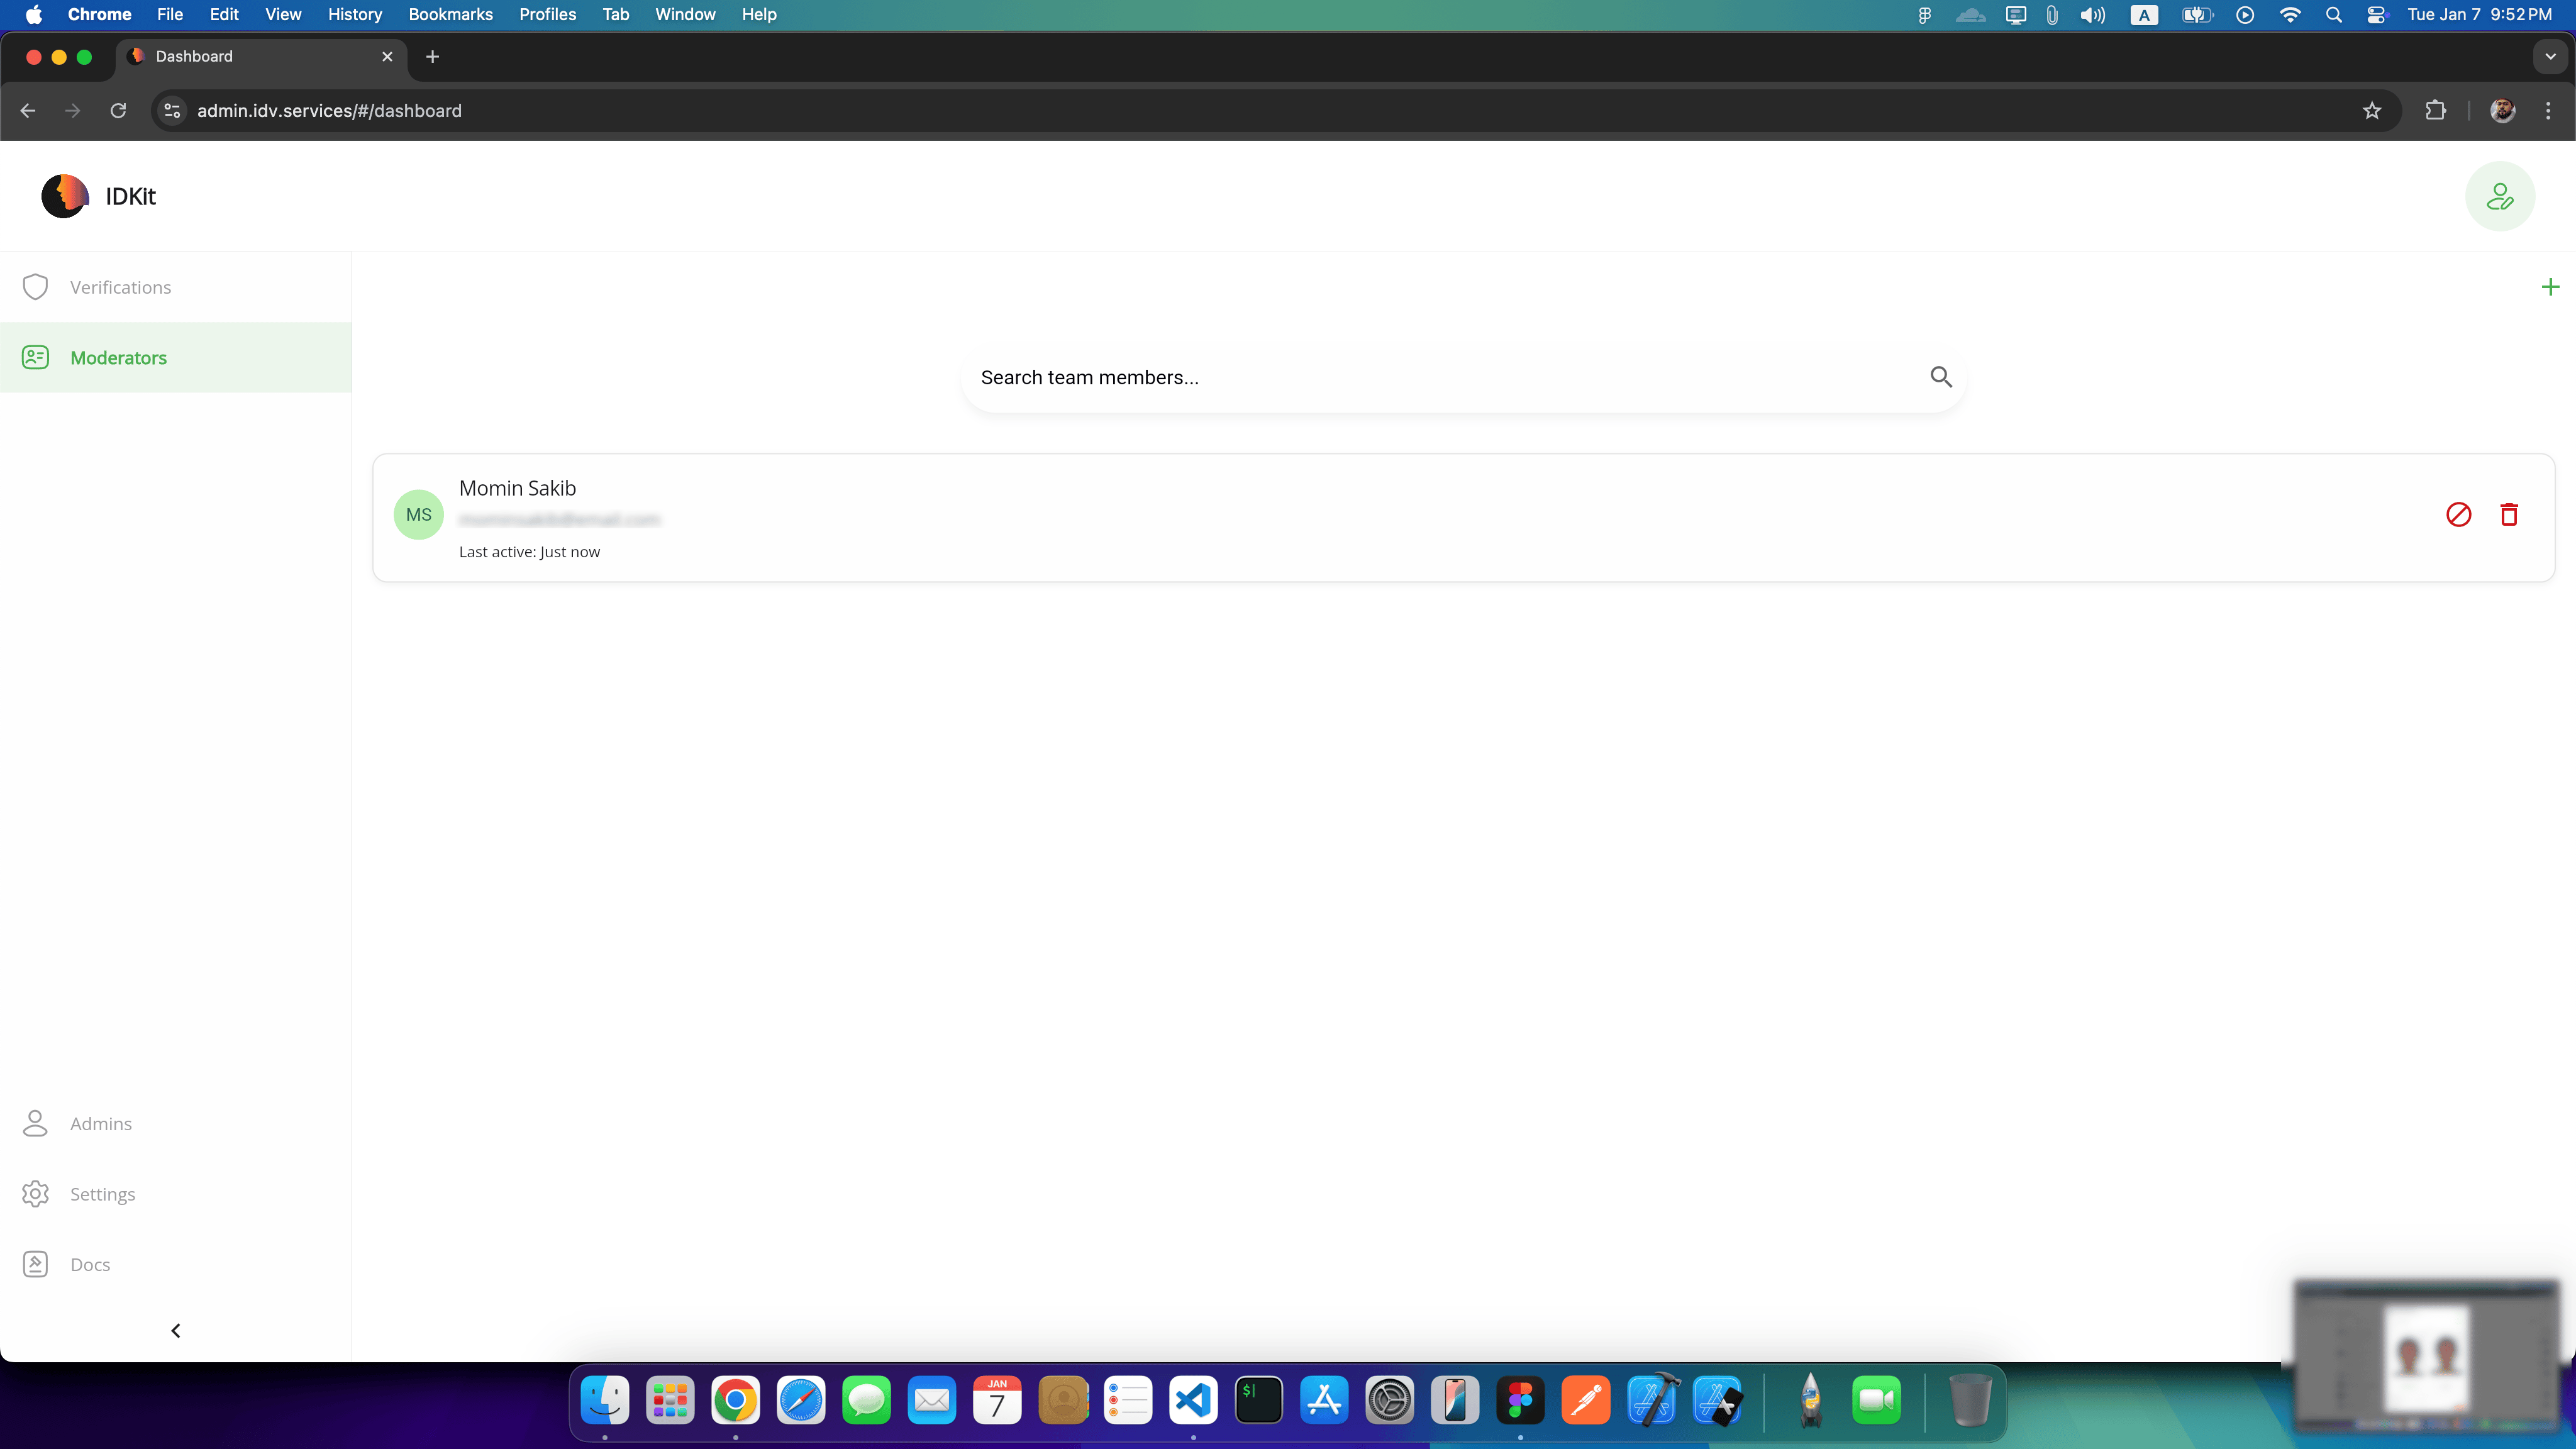 Chrome File Edit View History Bookmarks Profiles Tab Window Help A Tue Jan 7 9:52 PM
Dashboard
admin.idv.services/#/dashboard
IDKit
Verifications
Moderators
Search team members...
Momin Sakib
MS
Last active: Just now
Admins
Settings
Docs
JAN
7
$